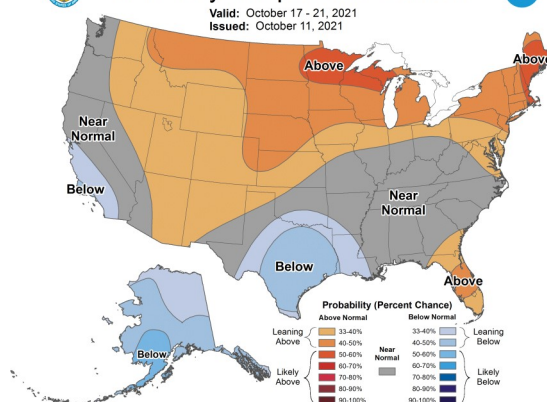 Valid: October 17 - 21, 2021
Issued: October 11, 2021
Above
Above
Near
Normal
Below
Near
Normal
Below
Above
Below
Probability (Percent Chance)
Above Normal
Below Normal
Leaning
Above
33-40%
40-50%
Likely
Above
50-60%
60-70%
70-80%
80-90%
90-100%
Near
Normal
33-40%
40-50%
Leaning
Below
50-60%
60-70%
70-80%
80-90%
90-100%
Likely
Below